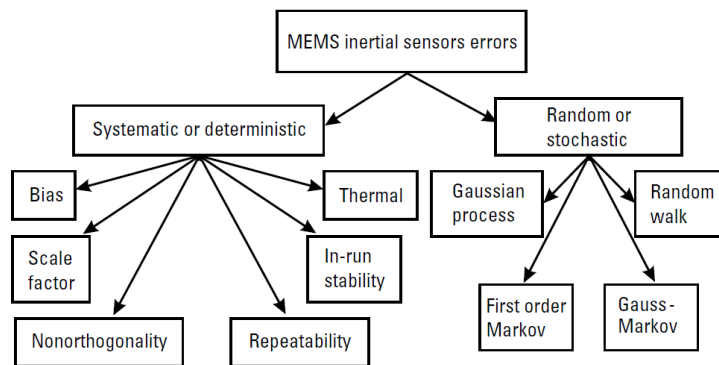 MEMS inertial sensors errors
Systematic or deterministic
Random or
stochastic
Bias
Thermal
Gaussian
process
Random
walk
Scale
factor
In-run
stability
First order
Markov
Gauss-
Markov
Nonorthogonality
Repeatability